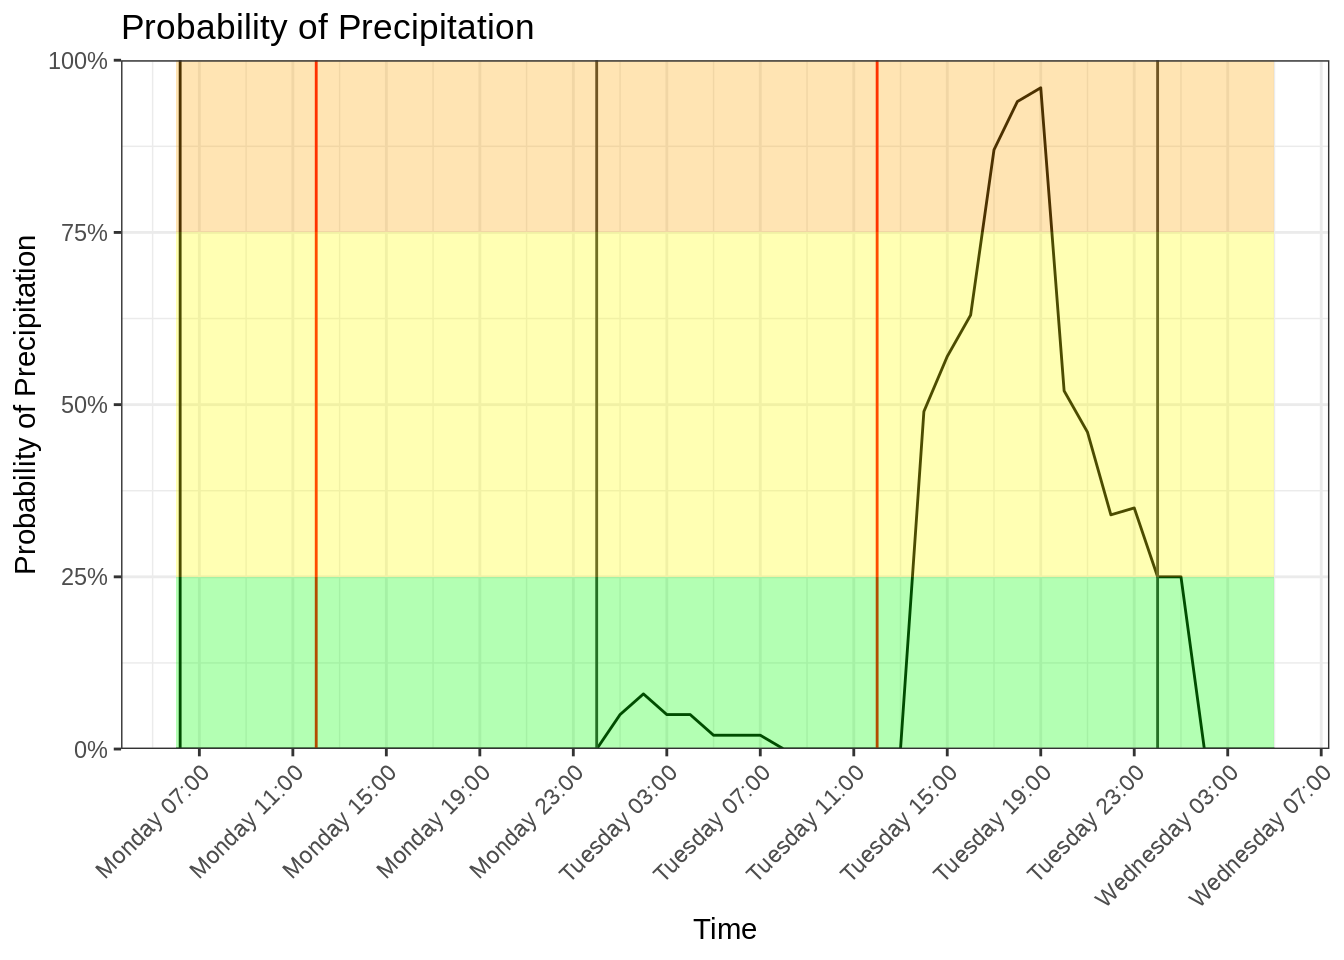 Probability of Precipitation
Probability of Precipitation
100%
75%
50%
25%
0%
Monday 07:00
Monday 11:00
Monday 15:00
Monday 19:00
Monday 23:00
Tuesday 03:00
Tuesday 07:00
Tuesday 11:00
Tuesday 15:00
Tuesday 19:00
Tuesday 23:00
Wednesday 03:00
Wednesday 07:00
Time